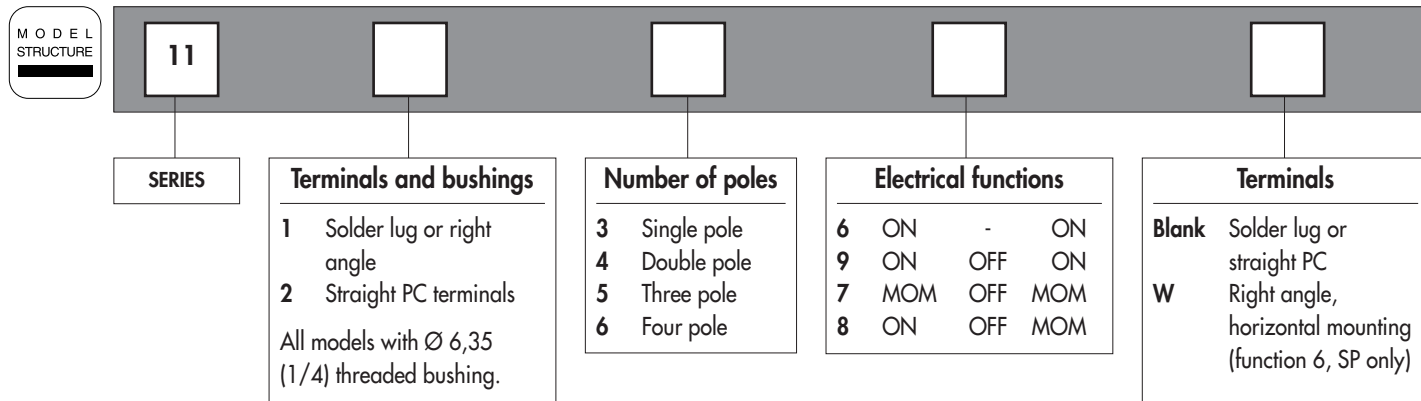 MODEL
STRUCTURE
11
SERIES
Terminals and bushings
1 Solder lug or right
angle
2 Straight PC terminals
All models with Ø 6,35
(1/4) threaded bushing.
Number of poles
3 Single pole
4 Double pole
5 Three pole
6 Four pole
Electrical functions
6 ON - ON
9 ON OFF ON
7 MOM OFF MOM
8 ON OFF MOM
Terminals
Blank Solder lug or
straight PC
W Right angle,
horizontal mounting
(function 6, SP only)